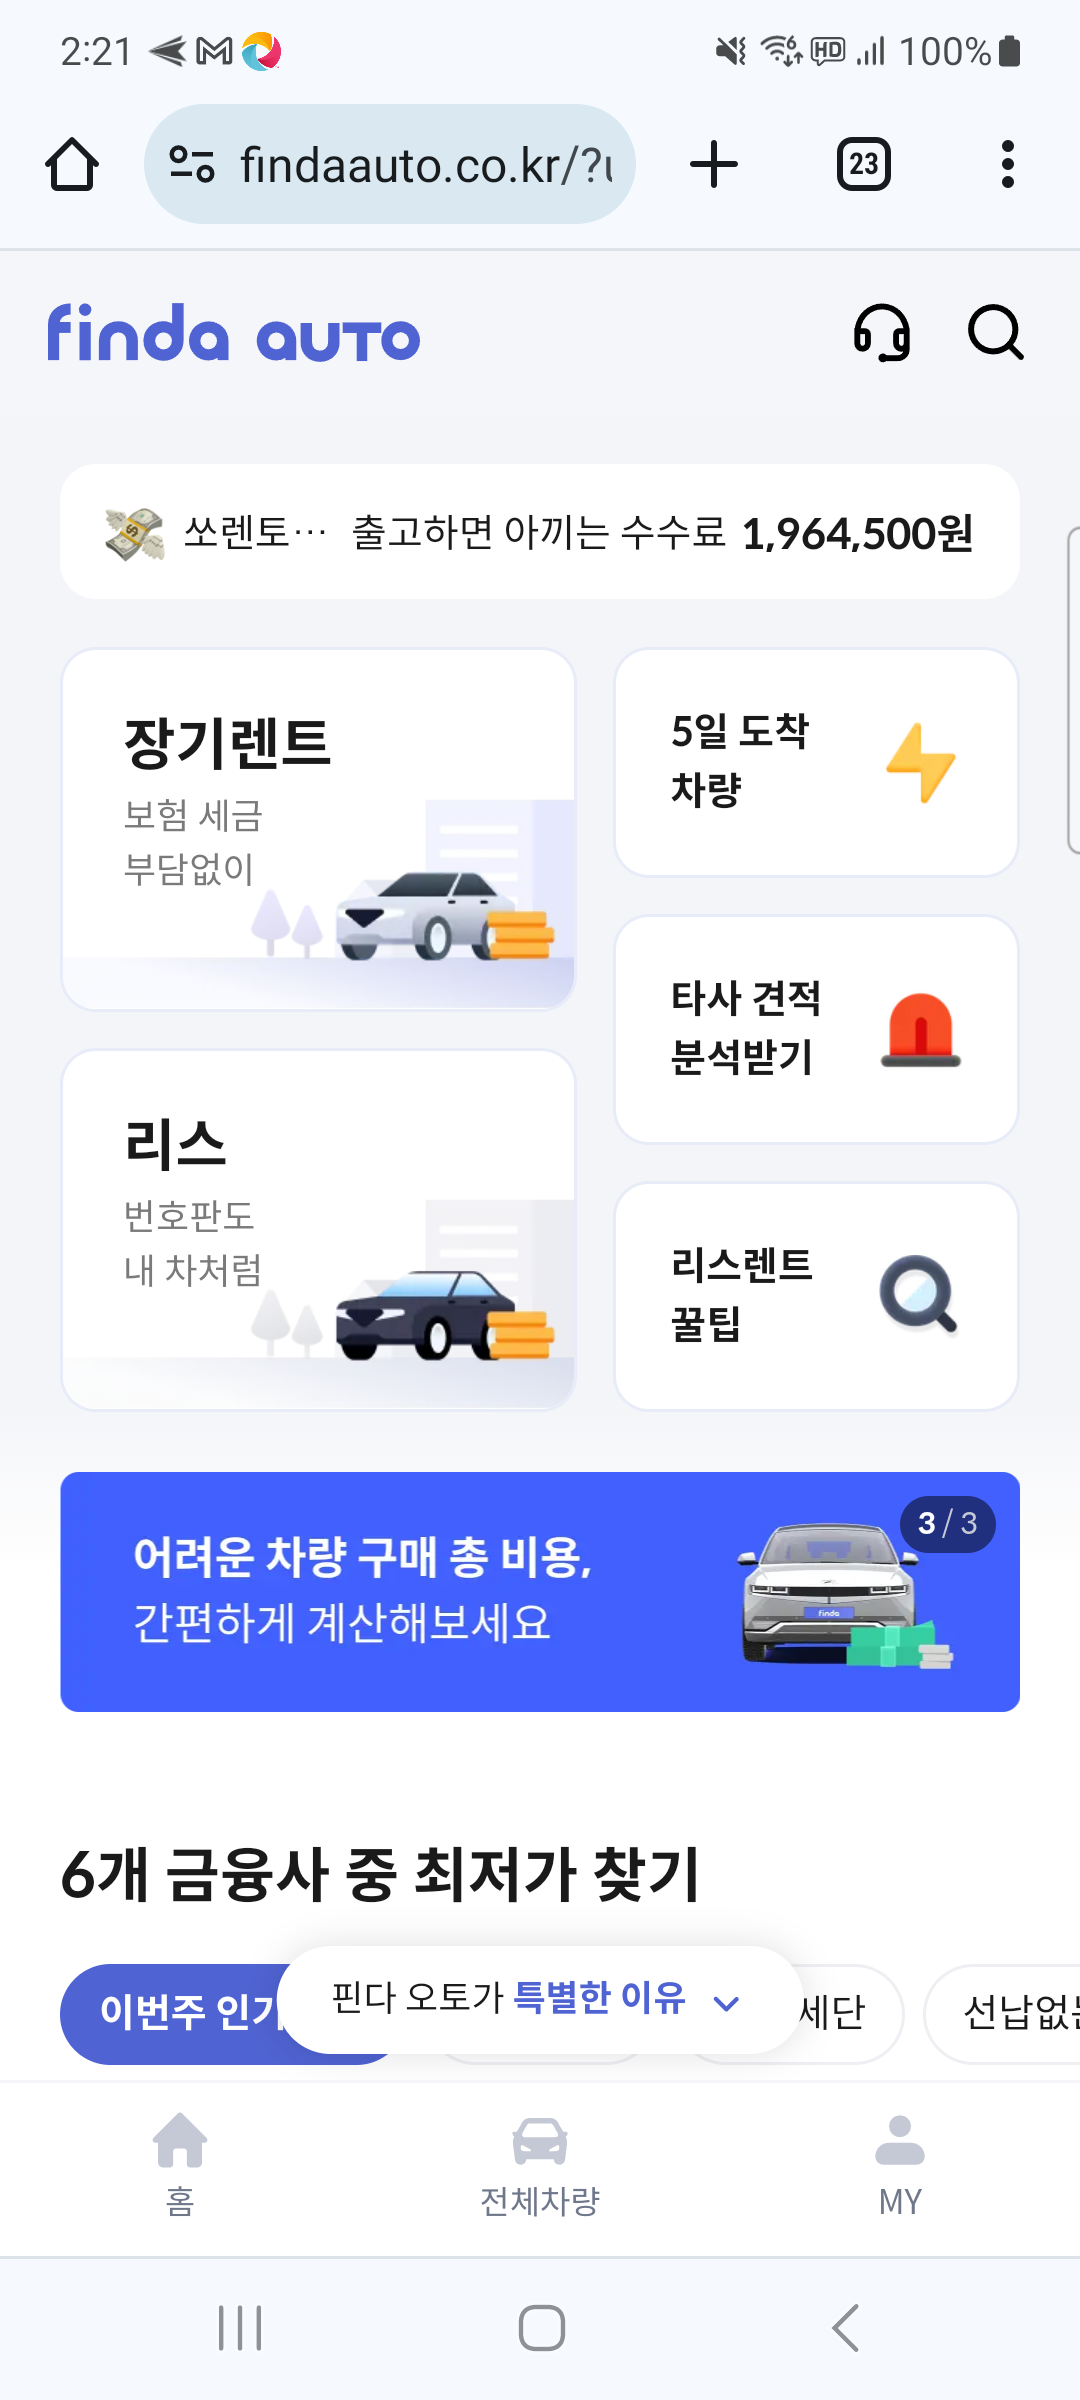 2:21
HD
100%
findaauto.co.kr/?
23
finda auto
쏘렌토… 출고하면 아끼는 수수료 1,964,500원
장기렌트
보험 세금
부담없이
5일 도착
차량
타사 견적
분석받기
리스
번호판도
내 차처럼
리스렌트
꿀팁
어려운 차량 구매 총 비용,
간편하게 계산해보세요
finda
3 / 3
6개 금융사 중 최저가 찾기
이번주 인기
핀다 오토가 특별한 이유
세단
선납없는
홈
전체차량
MY